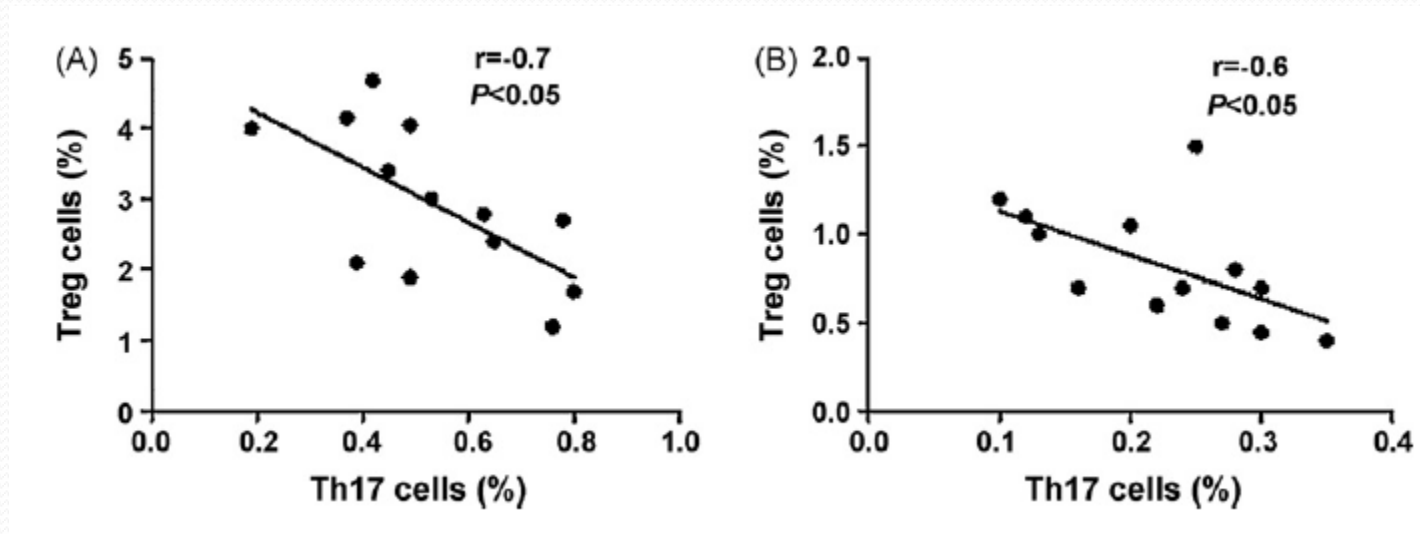 (A)
r=-0.7
P<0.05
Treg cells (%)
5
4
3
2
1
0
0.0 0.2 0.4 0.6 0.8 1.0
Th17 cells (%)
(B)
r=-0.6
P<0.05
Treg cells (%)
2.0
1.5
1.0
0.5
0.0
0.0 0.1 0.2 0.3 0.4
Th17 cells (%)